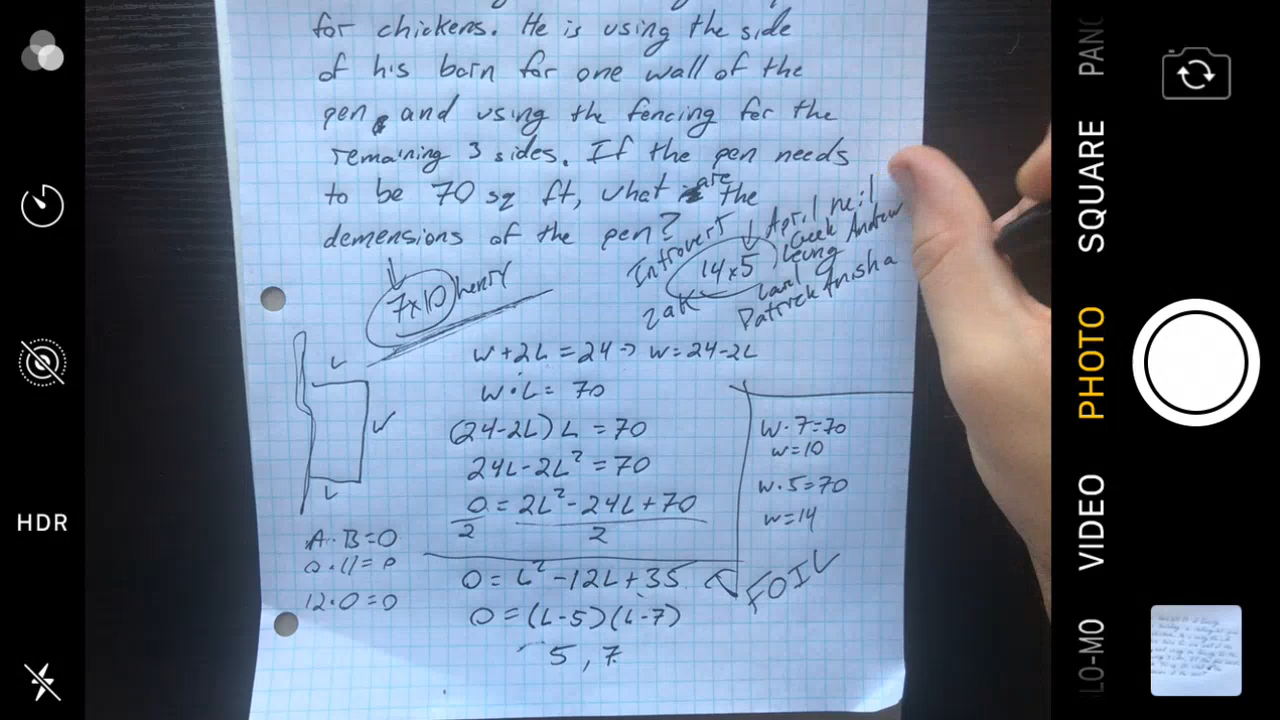 for chickens. He is using the side
of his barn for one wall of the
pen, and using the fencing for the
remaining 3 sides. If the pen needs
to be 70 sq ft, what are the
demensions of the pen?
7x10 henry
Introvert
14x5
zak
April neil
Geek Andrew
Leung
Patrick Anisha
W + 2L = 24 → W = 24-2L
W · L = 70
(24-2L) L = 70
24L - 2L² = 70
0 = 2L² - 24L + 70
2 2
0 = L² - 12L + 35
0 = (L-5)(L-7)
5, 7
L
L
A · B = 0
0 · 11 = 0
12 · 0 = 0
W · 7 = 70
W = 10
W · 5 = 70
W = 14
FOIL
HDR
LO-MO VIDEO PHOTO SQUARE PANO